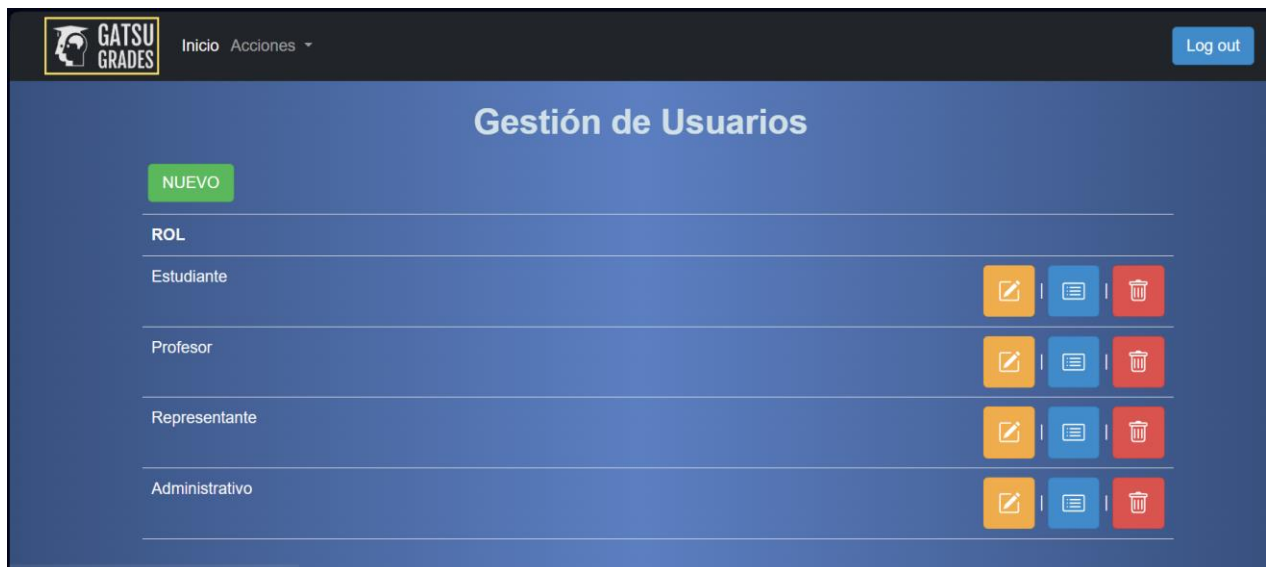 GATSU
GRADES
Inicio Acciones
Log out
Gestión de Usuarios
NUEVO
ROL
Estudiante
Profesor
Representante
Administrativo